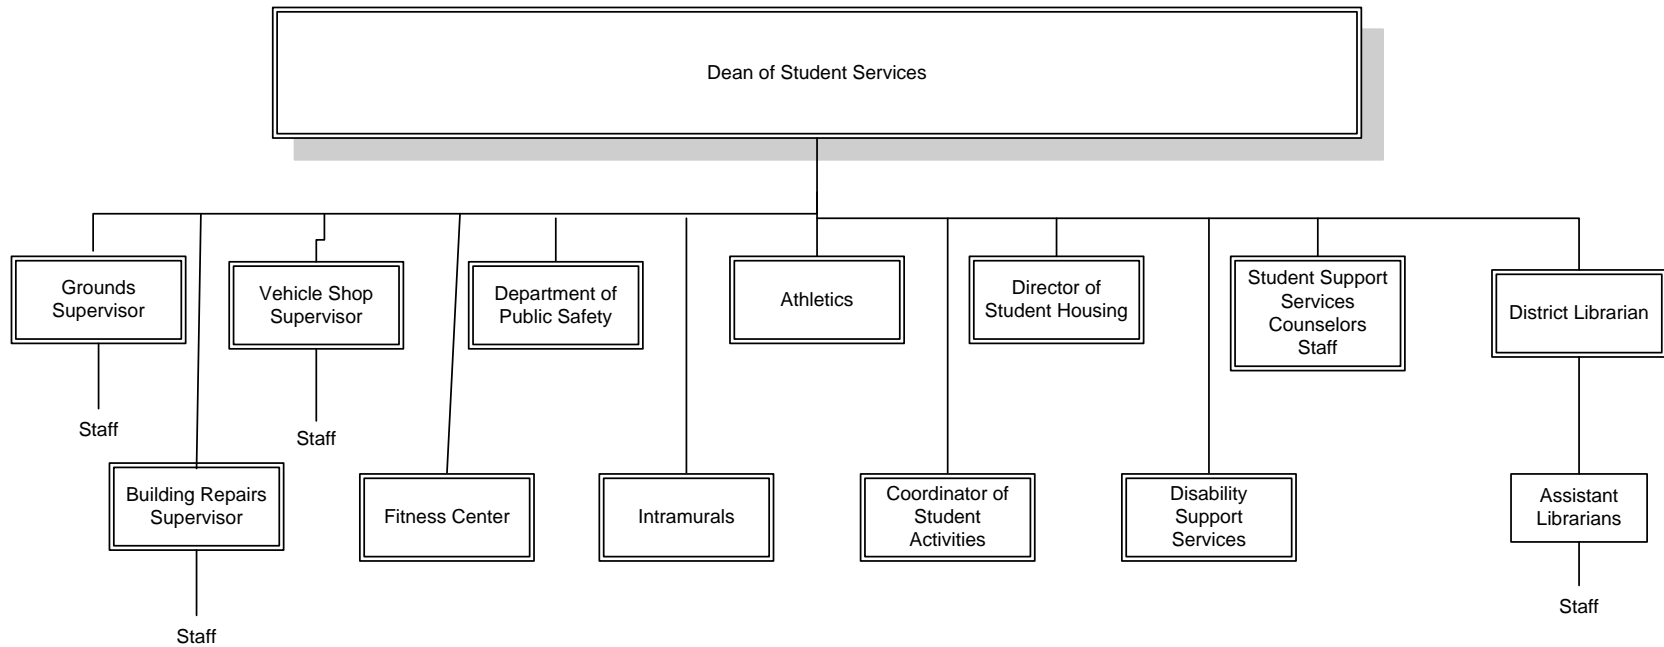 Dean of Student Services
Grounds
Supervisor
Vehicle Shop
Supervisor
Department of
Public Safety
Athletics
Director of
Student Housing
Student Support
Services
Counselors
Staff
District Librarian
Staff
Staff
Building Repairs
Supervisor
Fitness Center
Intramurals
Coordinator of
Student
Activities
Disability
Support
Services
Assistant
Librarians
Staff
Staff